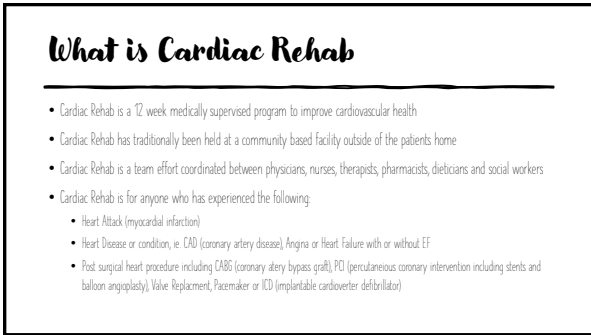 What is Cardiac Rehab
• Cardiac Rehab is a 12 week medically supervised program to improve cardiovascular health
• Cardiac Rehab has traditionally been held at a community based facility outside of the patients home
• Cardiac Rehab is a team effort coordinated between physicians, nurses, therapists, pharmacists, dieticians and social workers
• Cardiac Rehab is for anyone who has experienced the following:
• Heart Attack (myocardial infarction)
• Heart Disease or condition, ie. CAD (coronary artery disease), Angina or Heart Failure with or without EF
• Post surgical heart procedure including CABG (coronary atery bypass graft), PCI (percutaneious coronary intervention including stents and
balloon angioplasty), Valve Replacment, Pacemaker or ICD (implantable cardioverter defibrillator)